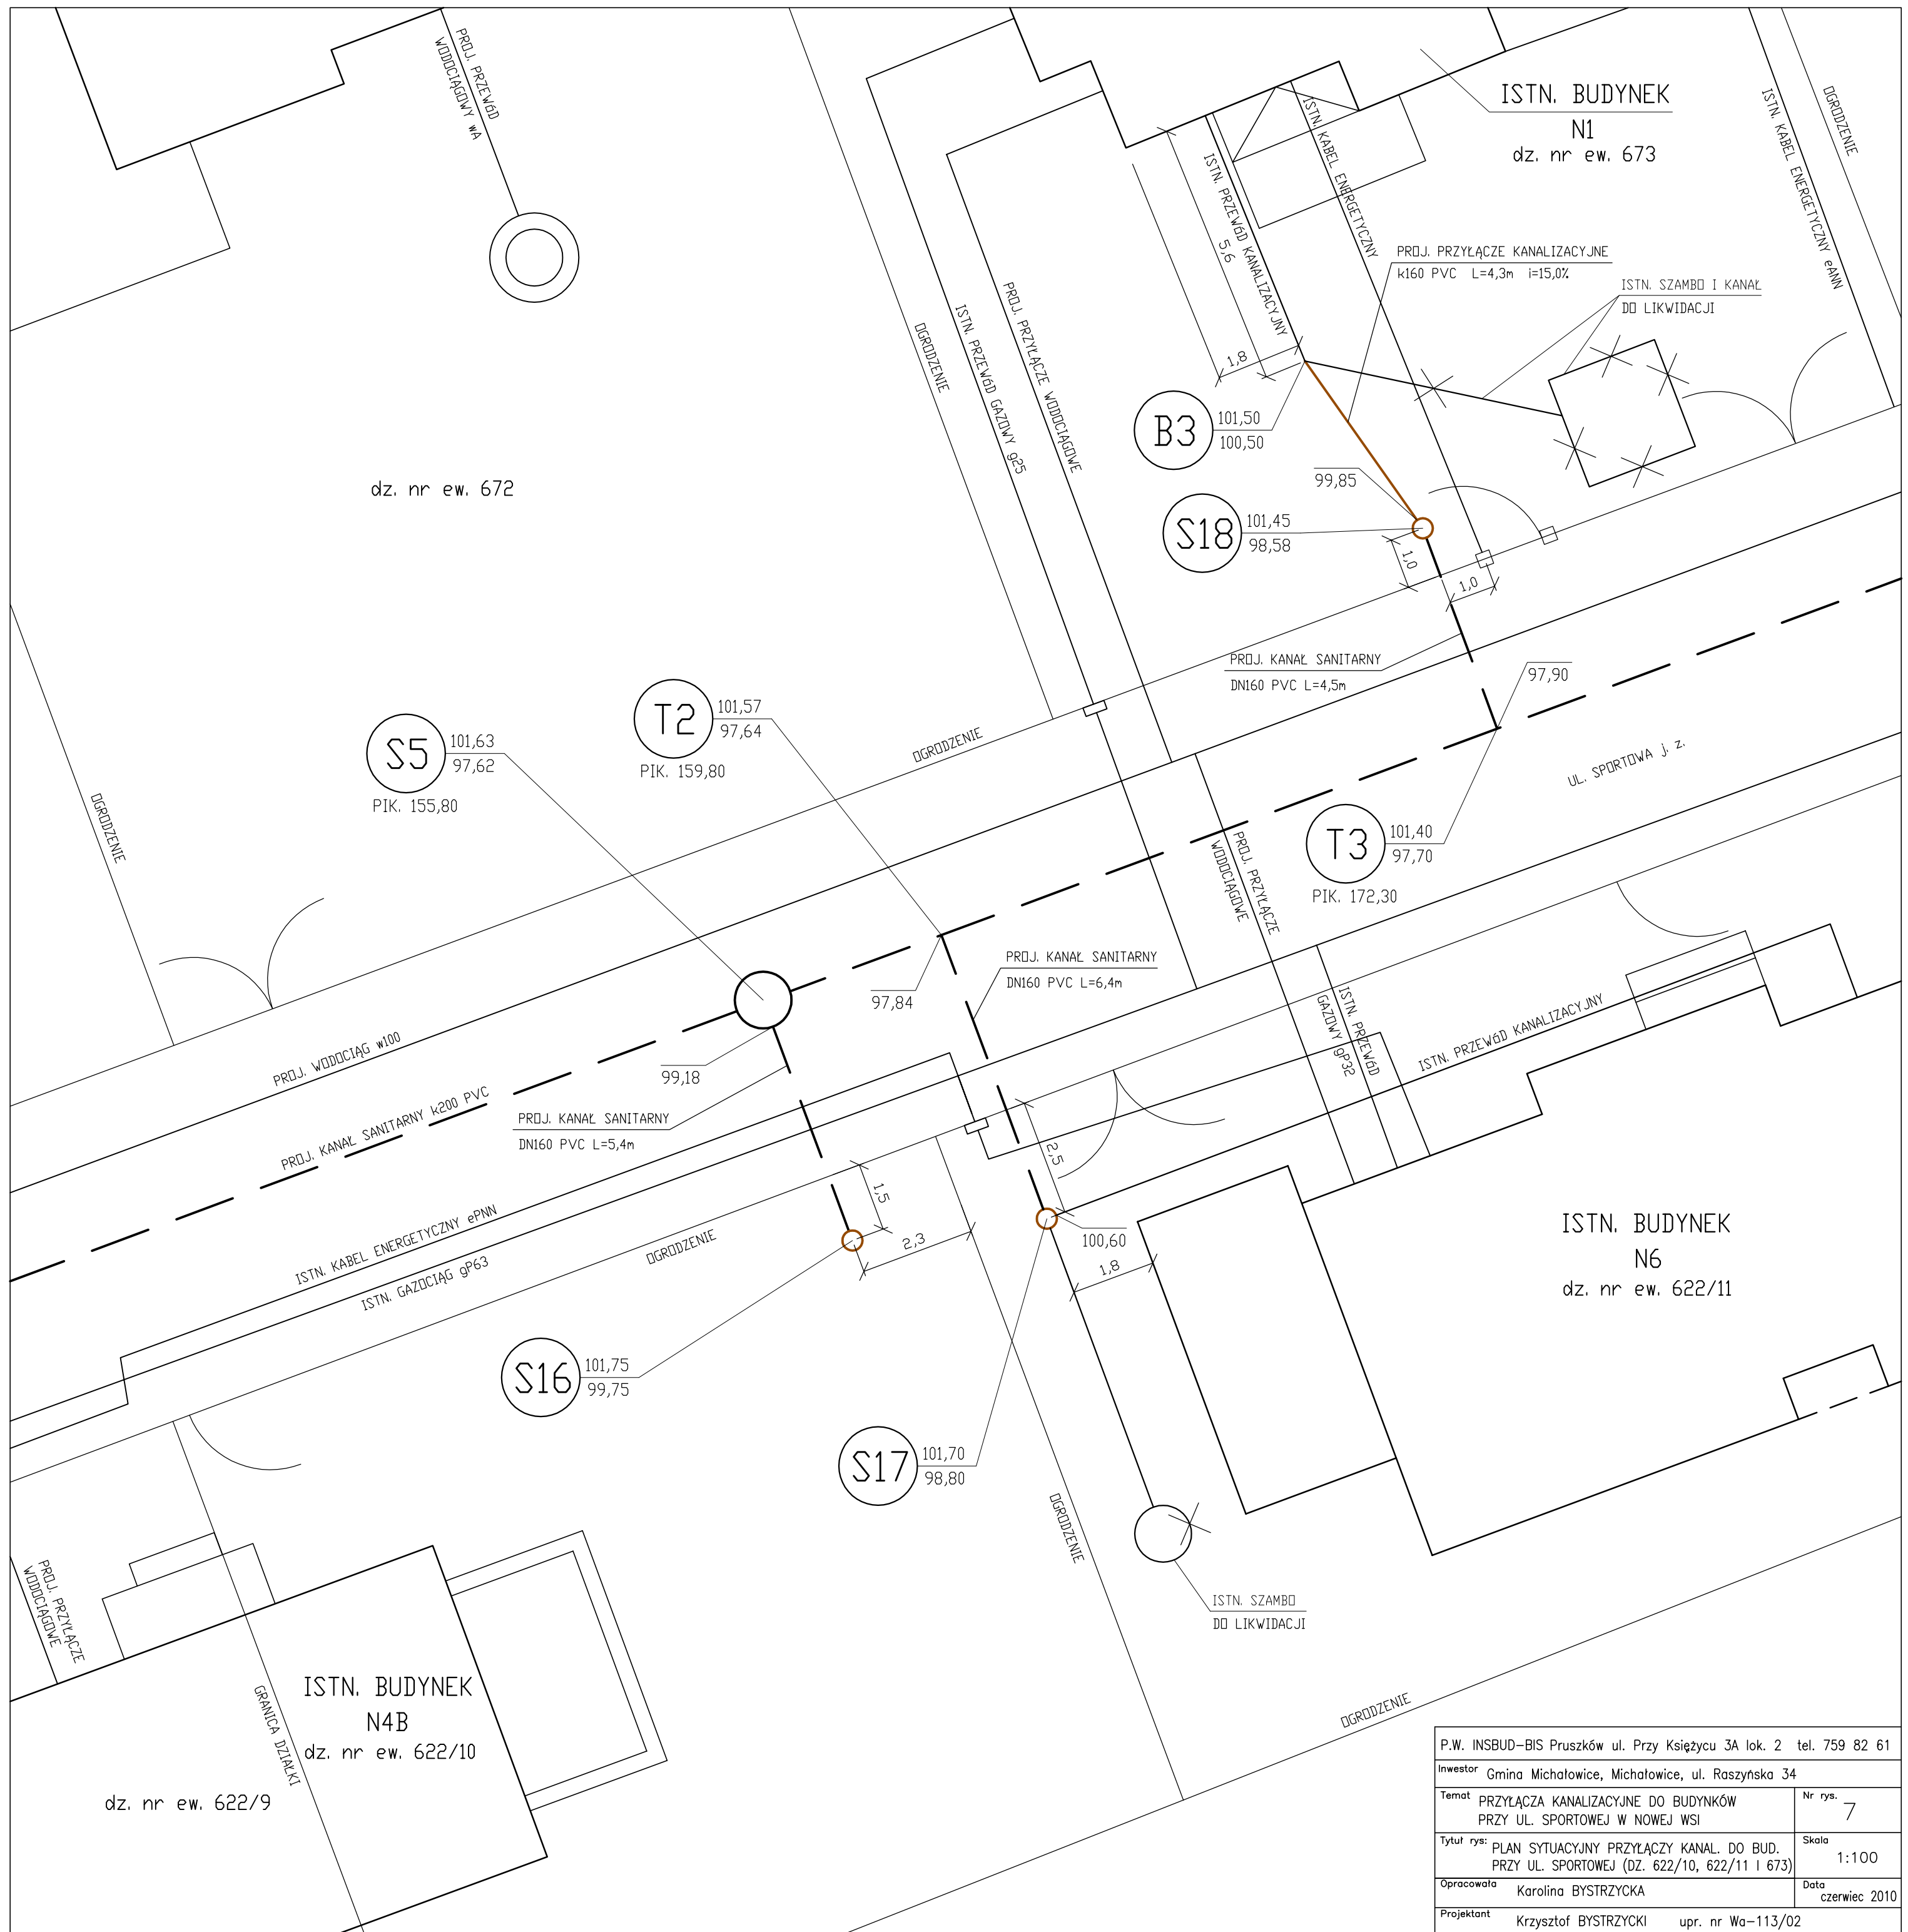 PROJ. PRZEWÓD
WODOCIĄGOWY wA
ISTN. BUDYNEK
N1
dz. nr ew. 673
ISTN. KABEL ENERGETYCZNY eANN
OGRODZENIE
ISTN. PRZEWÓD KANALIZACYJNY
ISTN. KABEL ENERGETYCZNY
5,6
1,8
PROJ. PRZYŁĄCZE KANALIZACYJNE
k160 PVC L=4,3m i=15,0%
ISTN. SZAMBO I KANAŁ
DO LIKWIDACJI
OGRODZENIE
ISTN. PRZEWÓD GAZOWY g25
PROJ. PRZYŁĄCZE WODOCIĄGOWE
B3
101,50
100,50
99,85
dz. nr ew. 672
S18
101,45
98,58
1,0
1,0
PROJ. KANAŁ SANITARNY
DN160 PVC L=4,5m
97,90
T2
101,57
97,64
PIK. 159,80
S5
101,63
97,62
PIK. 155,80
OGRODZENIE
UL. SPORTOWA j. z.
OGRODZENIE
T3
101,40
97,70
PIK. 172,30
PROJ. PRZYŁĄCZE
WODOCIĄGOWE
PROJ. KANAŁ SANITARNY
DN160 PVC L=6,4m
97,84
99,18
PROJ. WODOCIĄG w100
PROJ. KANAŁ SANITARNY k200 PVC
PROJ. KANAŁ SANITARNY
DN160 PVC L=5,4m
ISTN. PRZEWÓD
GAZOWY gP32
ISTN. PRZEWÓD KANALIZACYJNY
2,5
1,5
2,3
100,60
1,8
ISTN. KABEL ENERGETYCZNY ePNN
ISTN. GAZOCIĄG gP63
OGRODZENIE
ISTN. BUDYNEK
N6
dz. nr ew. 622/11
S16
101,75
99,75
S17
101,70
98,80
OGRODZENIE
ISTN. SZAMBO
DO LIKWIDACJI
PROJ. PRZYŁĄCZE
WODOCIĄGOWE
GRANICA DZIAŁKI
ISTN. BUDYNEK
N4B
dz. nr ew. 622/10
dz. nr ew. 622/9
OGRODZENIE
P.W. INSBUD-BIS Pruszków ul. Przy Księżycu 3A lok. 2 tel. 759 82 61
Inwestor Gmina Michałowice, Michałowice, ul. Raszyńska 34
Temat PRZYŁĄCZA KANALIZACYJNE DO BUDYNKÓW
PRZY UL. SPORTOWEJ W NOWEJ WSI
Nr rys. 7
Tytuł rys: PLAN SYTUACYJNY PRZYŁĄCZY KANAL. DO BUD.
PRZY UL. SPORTOWEJ (DZ. 622/10, 622/11 I 673)
Skala
1:100
Opracowała Karolina BYSTRZYCKA
Data
czerwiec 2010
Projektant Krzysztof BYSTRZYCKI upr. nr Wa-113/02